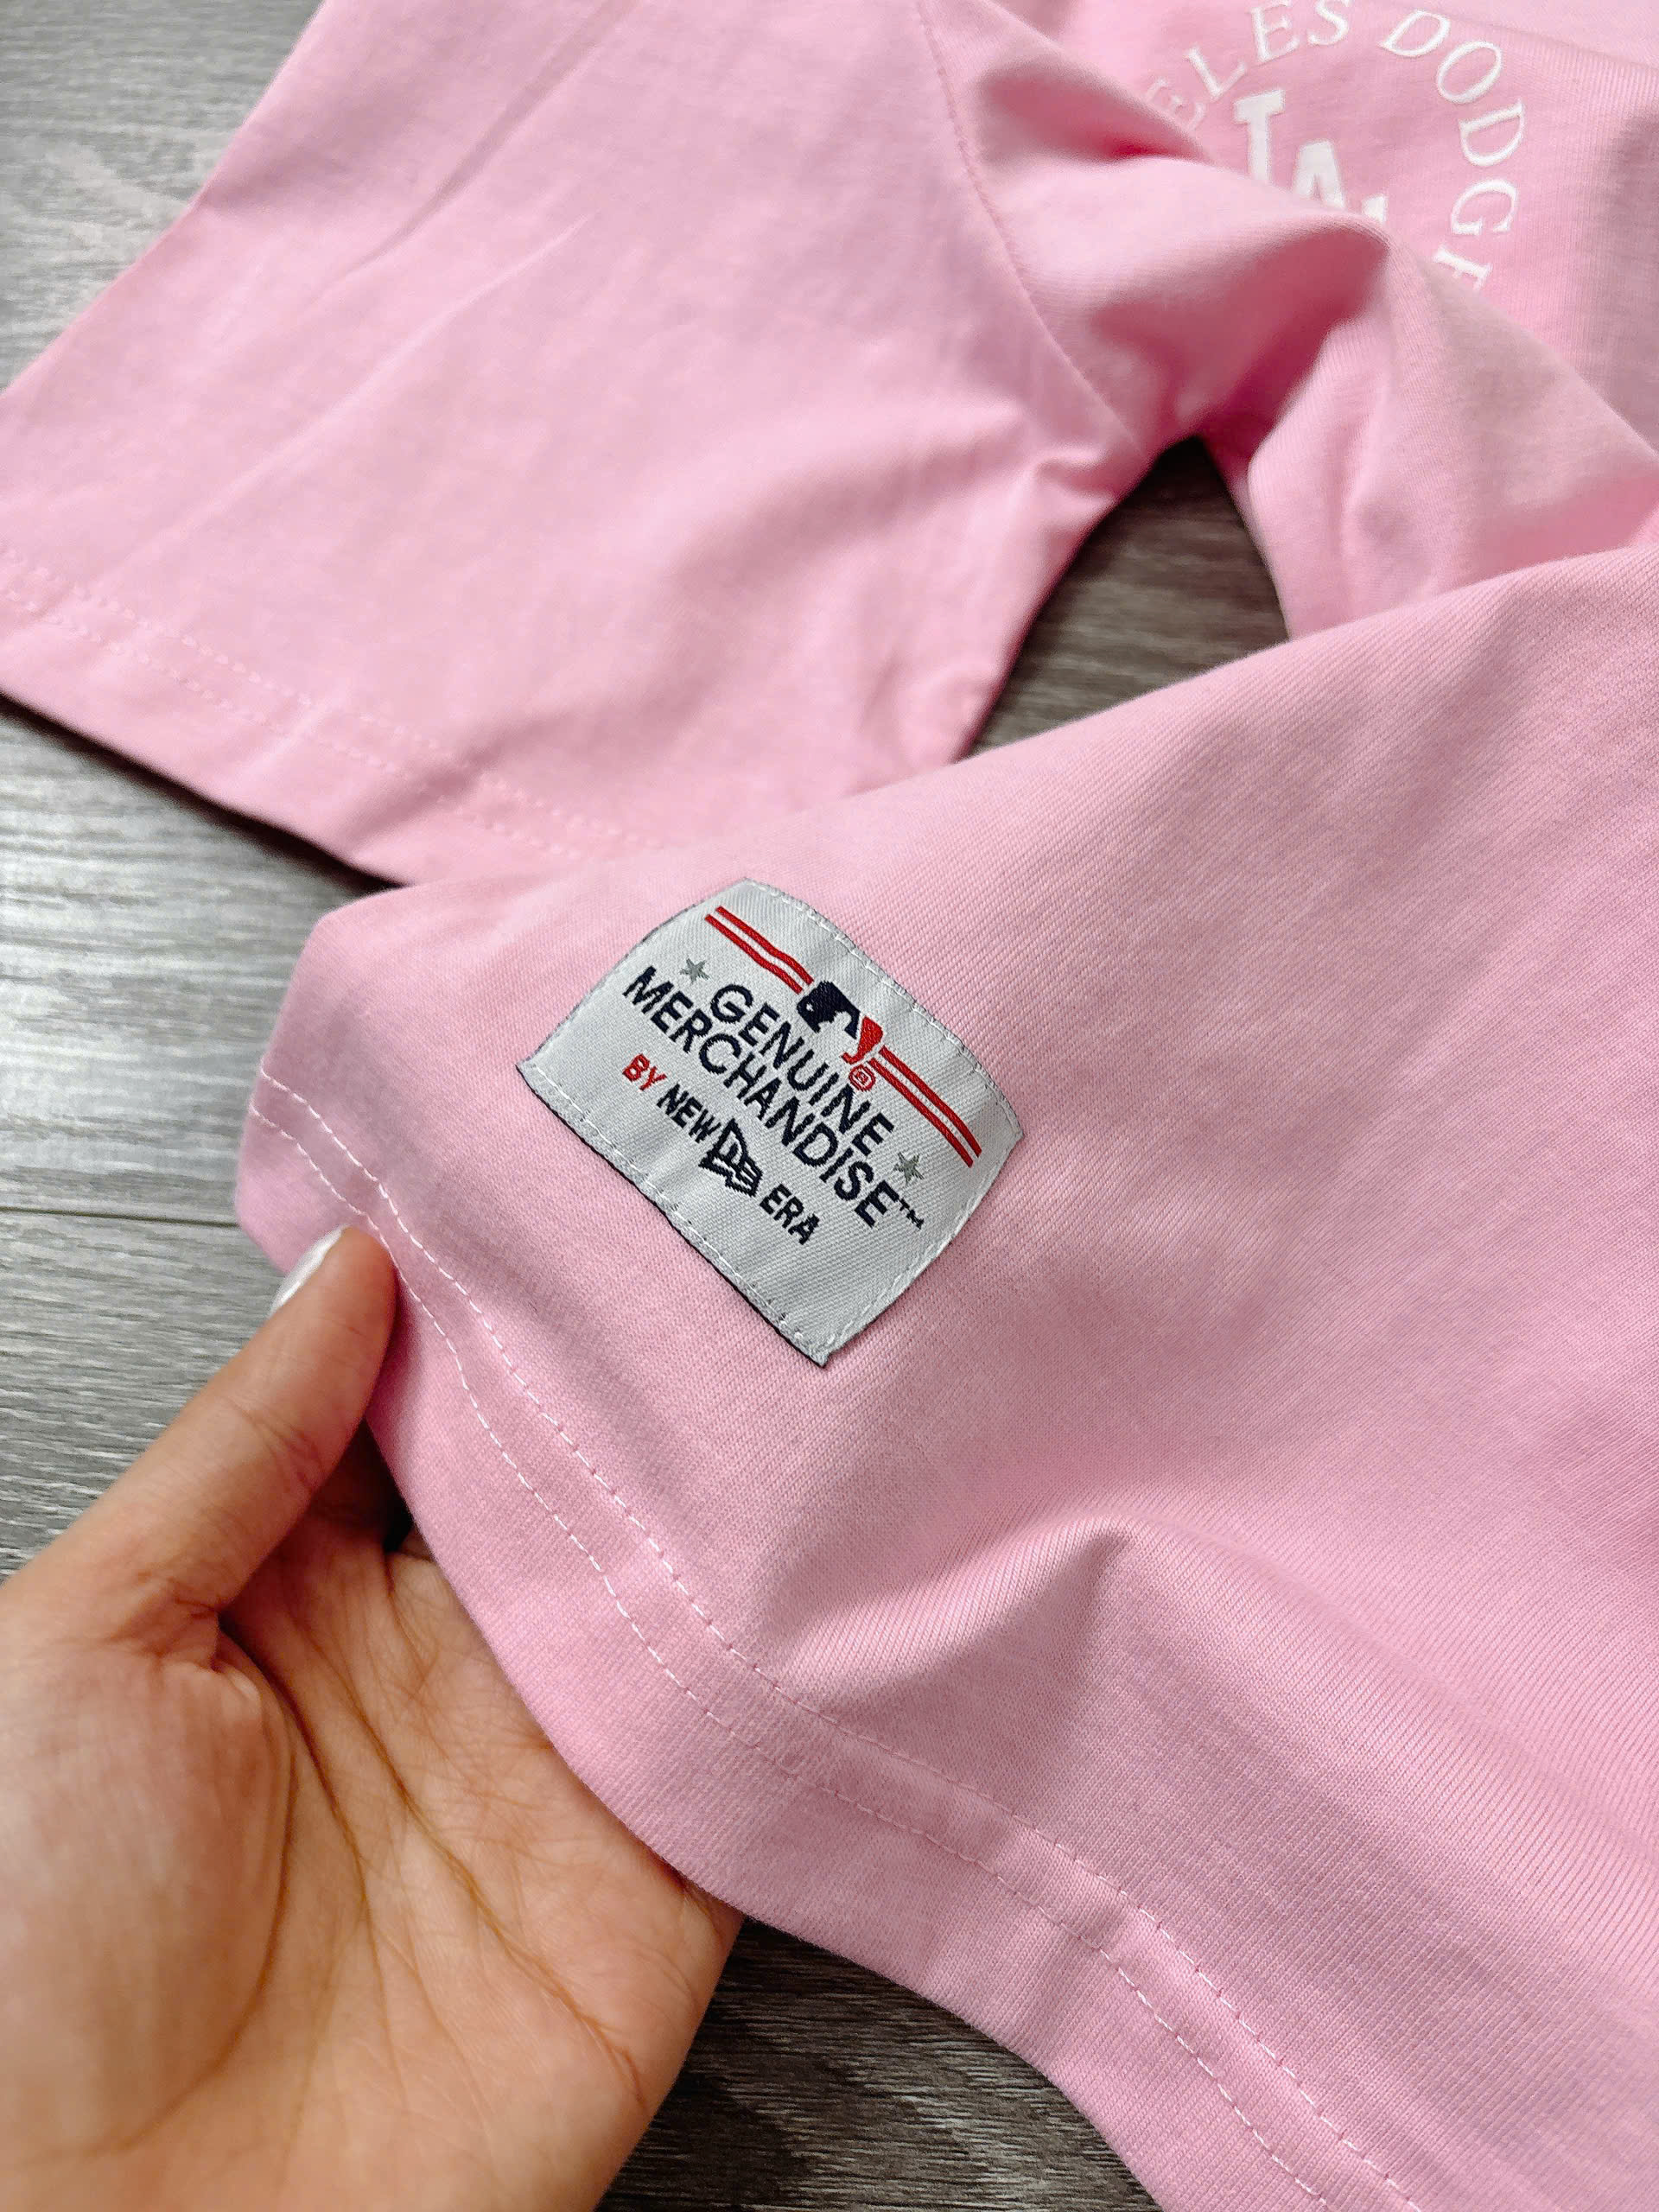 ELES DODGE
LA
GENUINE
MERCHANDISE™
BY NEW ERA